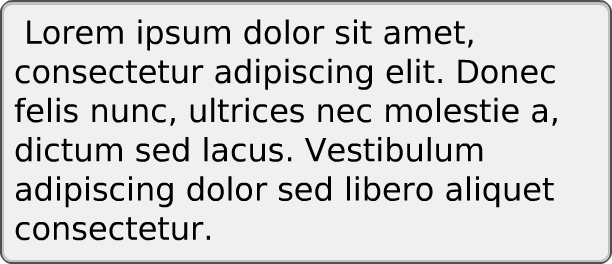 Lorem ipsum dolor sit amet,
consectetur adipiscing elit. Donec
felis nunc, ultrices nec molestie a,
dictum sed lacus. Vestibulum
adipiscing dolor sed libero aliquet
consectetur.